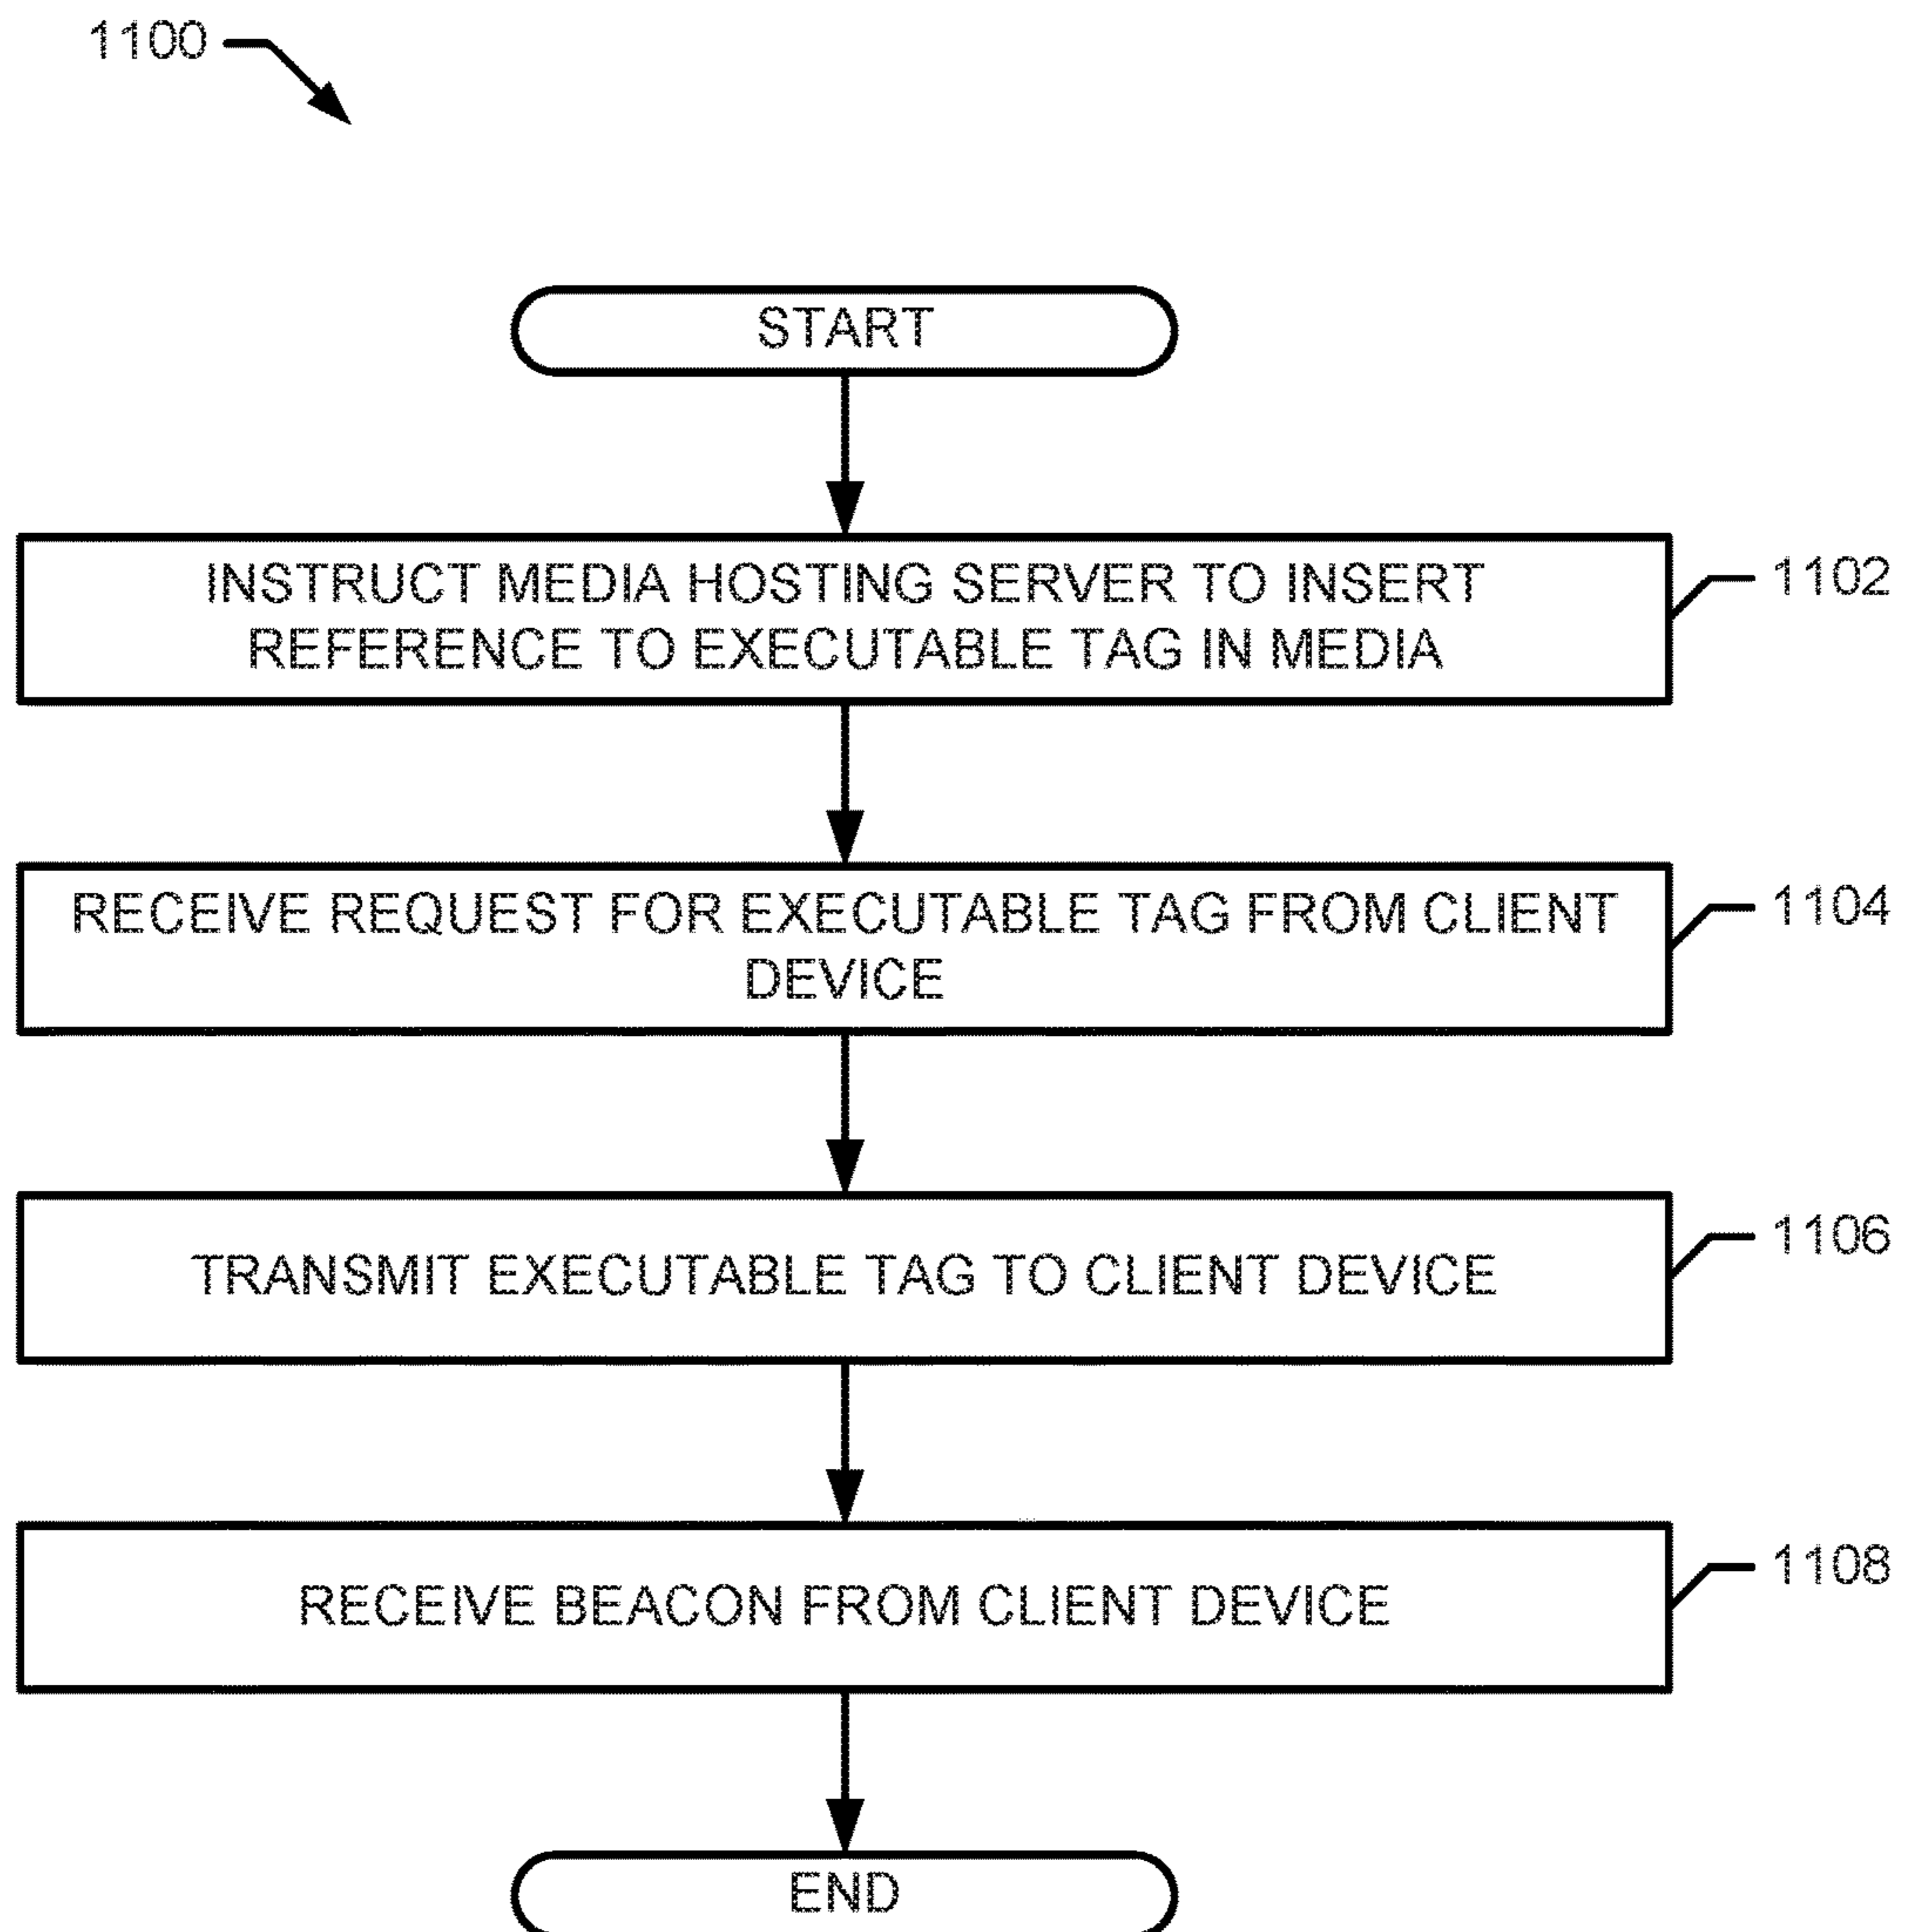 1100
START
INSTRUCT MEDIA HOSTING SERVER TO INSERT
REFERENCE TO EXECUTABLE TAG IN MEDIA
1102
RECEIVE REQUEST FOR EXECUTABLE TAG FROM CLIENT
DEVICE
1104
TRANSMIT EXECUTABLE TAG TO CLIENT DEVICE
1106
RECEIVE BEACON FROM CLIENT DEVICE
1108
END